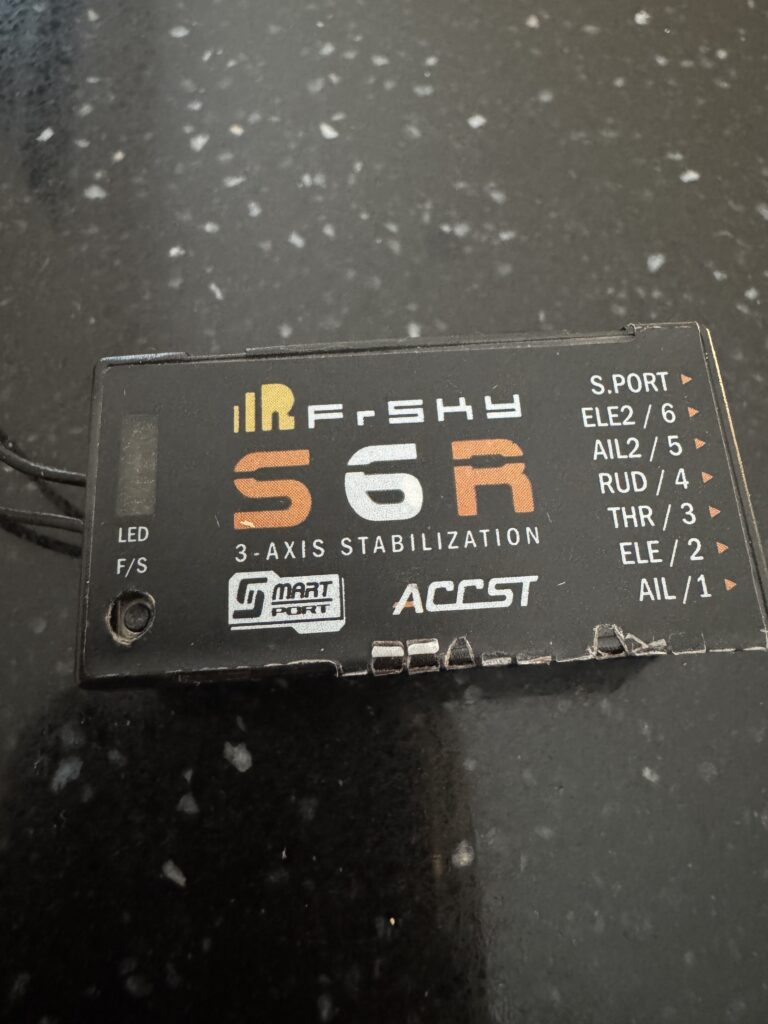 FrSKY
S6R
3-AXIS STABILIZATION
SMART
PORT
ACCST
LED
F/S
S.PORT
ELE2 / 6
AIL2 / 5
RUD / 4
THR / 3
ELE / 2
AIL / 1